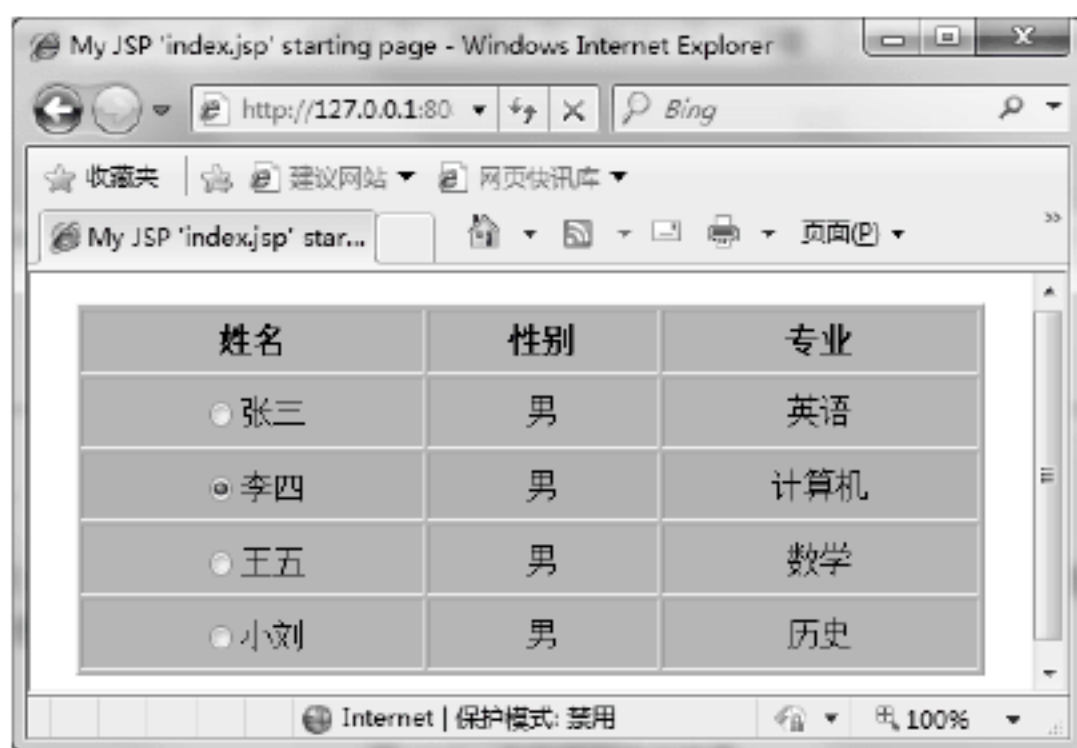 My JSP 'index.jsp' starting page - Windows Internet Explorer
http://127.0.0.1:80 Bing
收藏夹 建议网站 网页快讯库
My JSP 'index.jsp' star... 页面(P) »
姓名 性别 专业
张三 男 英语
李四 男 计算机
王五 男 数学
小刘 男 历史
Internet | 保护模式: 禁用 100%